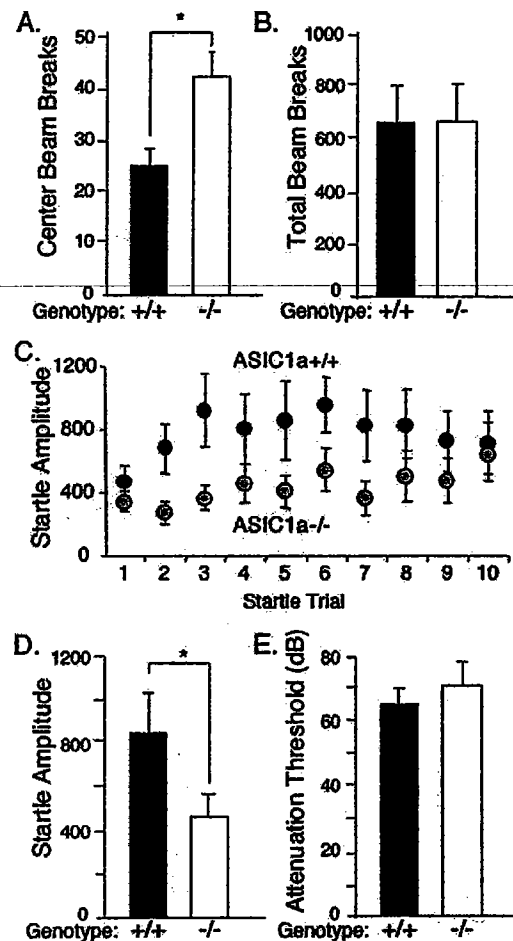 A.
*
Center Beam Breaks
50
40
30
20
10
0
Genotype: +/+ -/-
B.
Total Beam Breaks
1000
800
600
400
200
0
Genotype: +/+ -/-
C.
Startle Amplitude
1200
800
400
0
ASIC1a+/+
ASIC1a-/-
1 2 3 4 5 6 7 8 9 10
Startle Trial
D.
*
Startle Amplitude
1200
800
400
0
Genotype: +/+ -/-
E.
Attenuation Threshold (dB)
80
60
40
20
0
Genotype: +/+ -/-